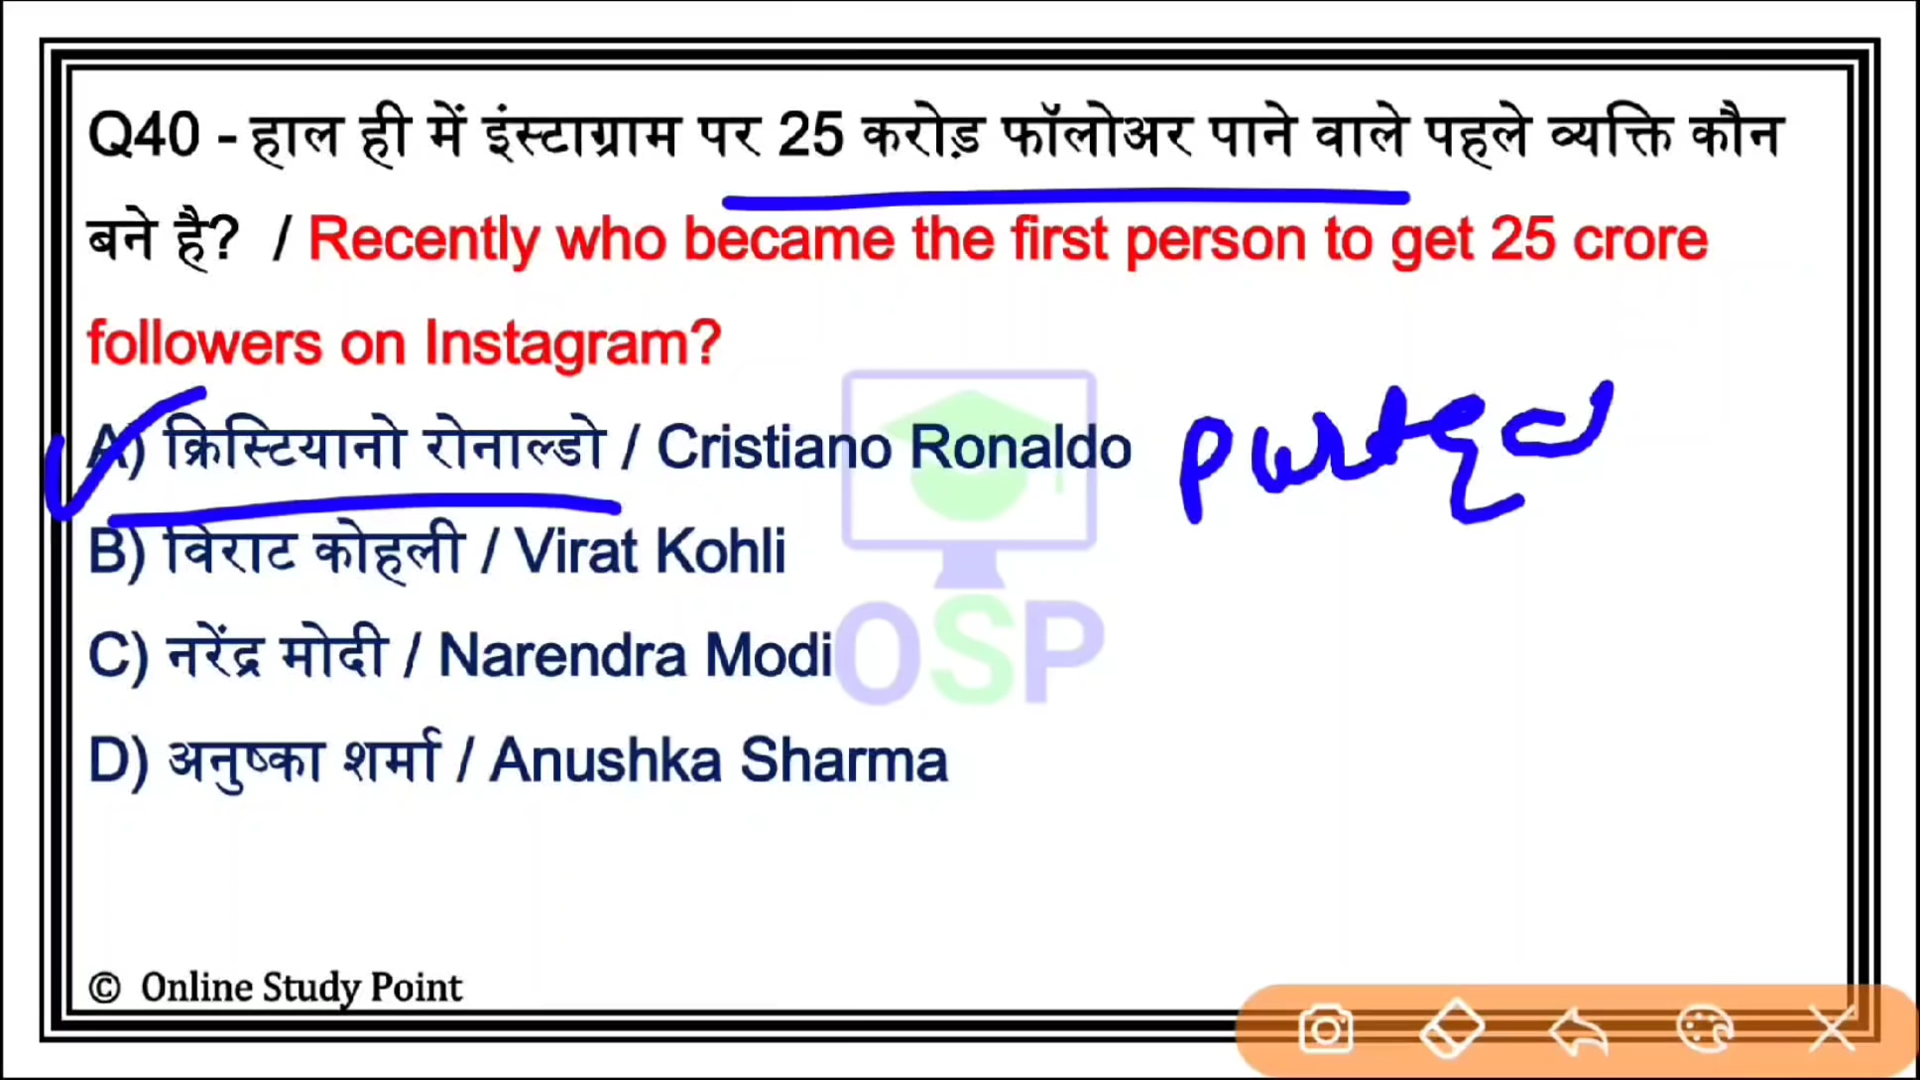 Q40 - हाल ही में इंस्टाग्राम पर 25 करोड़ फॉलोअर पाने वाले पहले व्यक्ति कौन
बने है? / Recently who became the first person to get 25 crore
followers on Instagram?
A) क्रिस्टियानो रोनाल्डो / Cristiano Ronaldo
B) विराट कोहली / Virat Kohli
C) नरेंद्र मोदी / Narendra Modi
D) अनुष्का शर्मा / Anushka Sharma
OSP
© Online Study Point